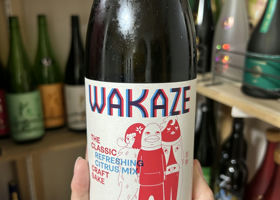 WAKAZE
THE
CLASSIC
REFRESHING
CITRUS MIX
CRAFT
SAKE